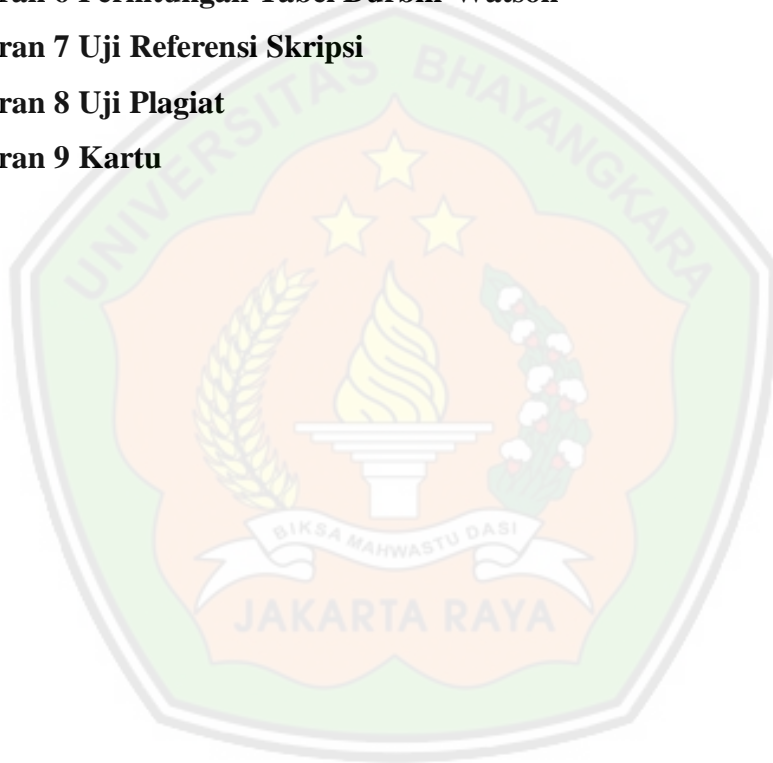 ran 6 Perhitungan Tabel Durbin-Watson
ran 7 Uji Referensi Skripsi
ran 8 Uji Plagiat
ran 9 Kartu
UNIVERSITAS BHAYANGKARA
BIKSA MAHWASTU DASI
JAKARTA RAYA